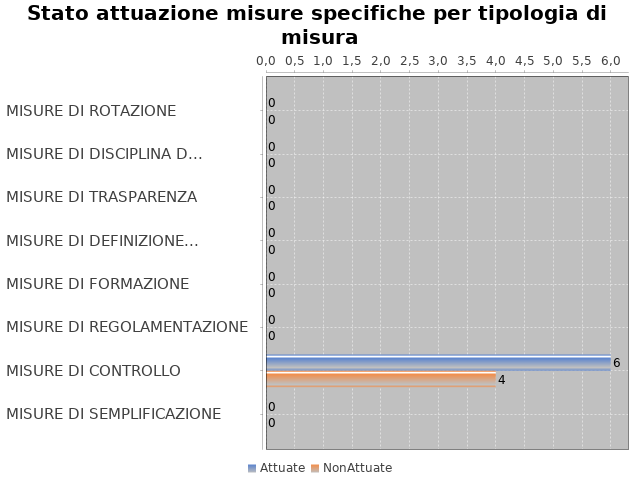 Stato attuazione misure specifiche per tipologia di
misura
0,0 0,5 1,0 1,5 2,0 2,5 3,0 3,5 4,0 4,5 5,0 5,5 6,0
MISURE DI ROTAZIONE 0
0
MISURE DI DISCIPLINA D... 0
0
MISURE DI TRASPARENZA 0
0
MISURE DI DEFINIZIONE... 0
0
MISURE DI FORMAZIONE 0
0
MISURE DI REGOLAMENTAZIONE 0
0
MISURE DI CONTROLLO 6
4
MISURE DI SEMPLIFICAZIONE 0
0
Attuate NonAttuate